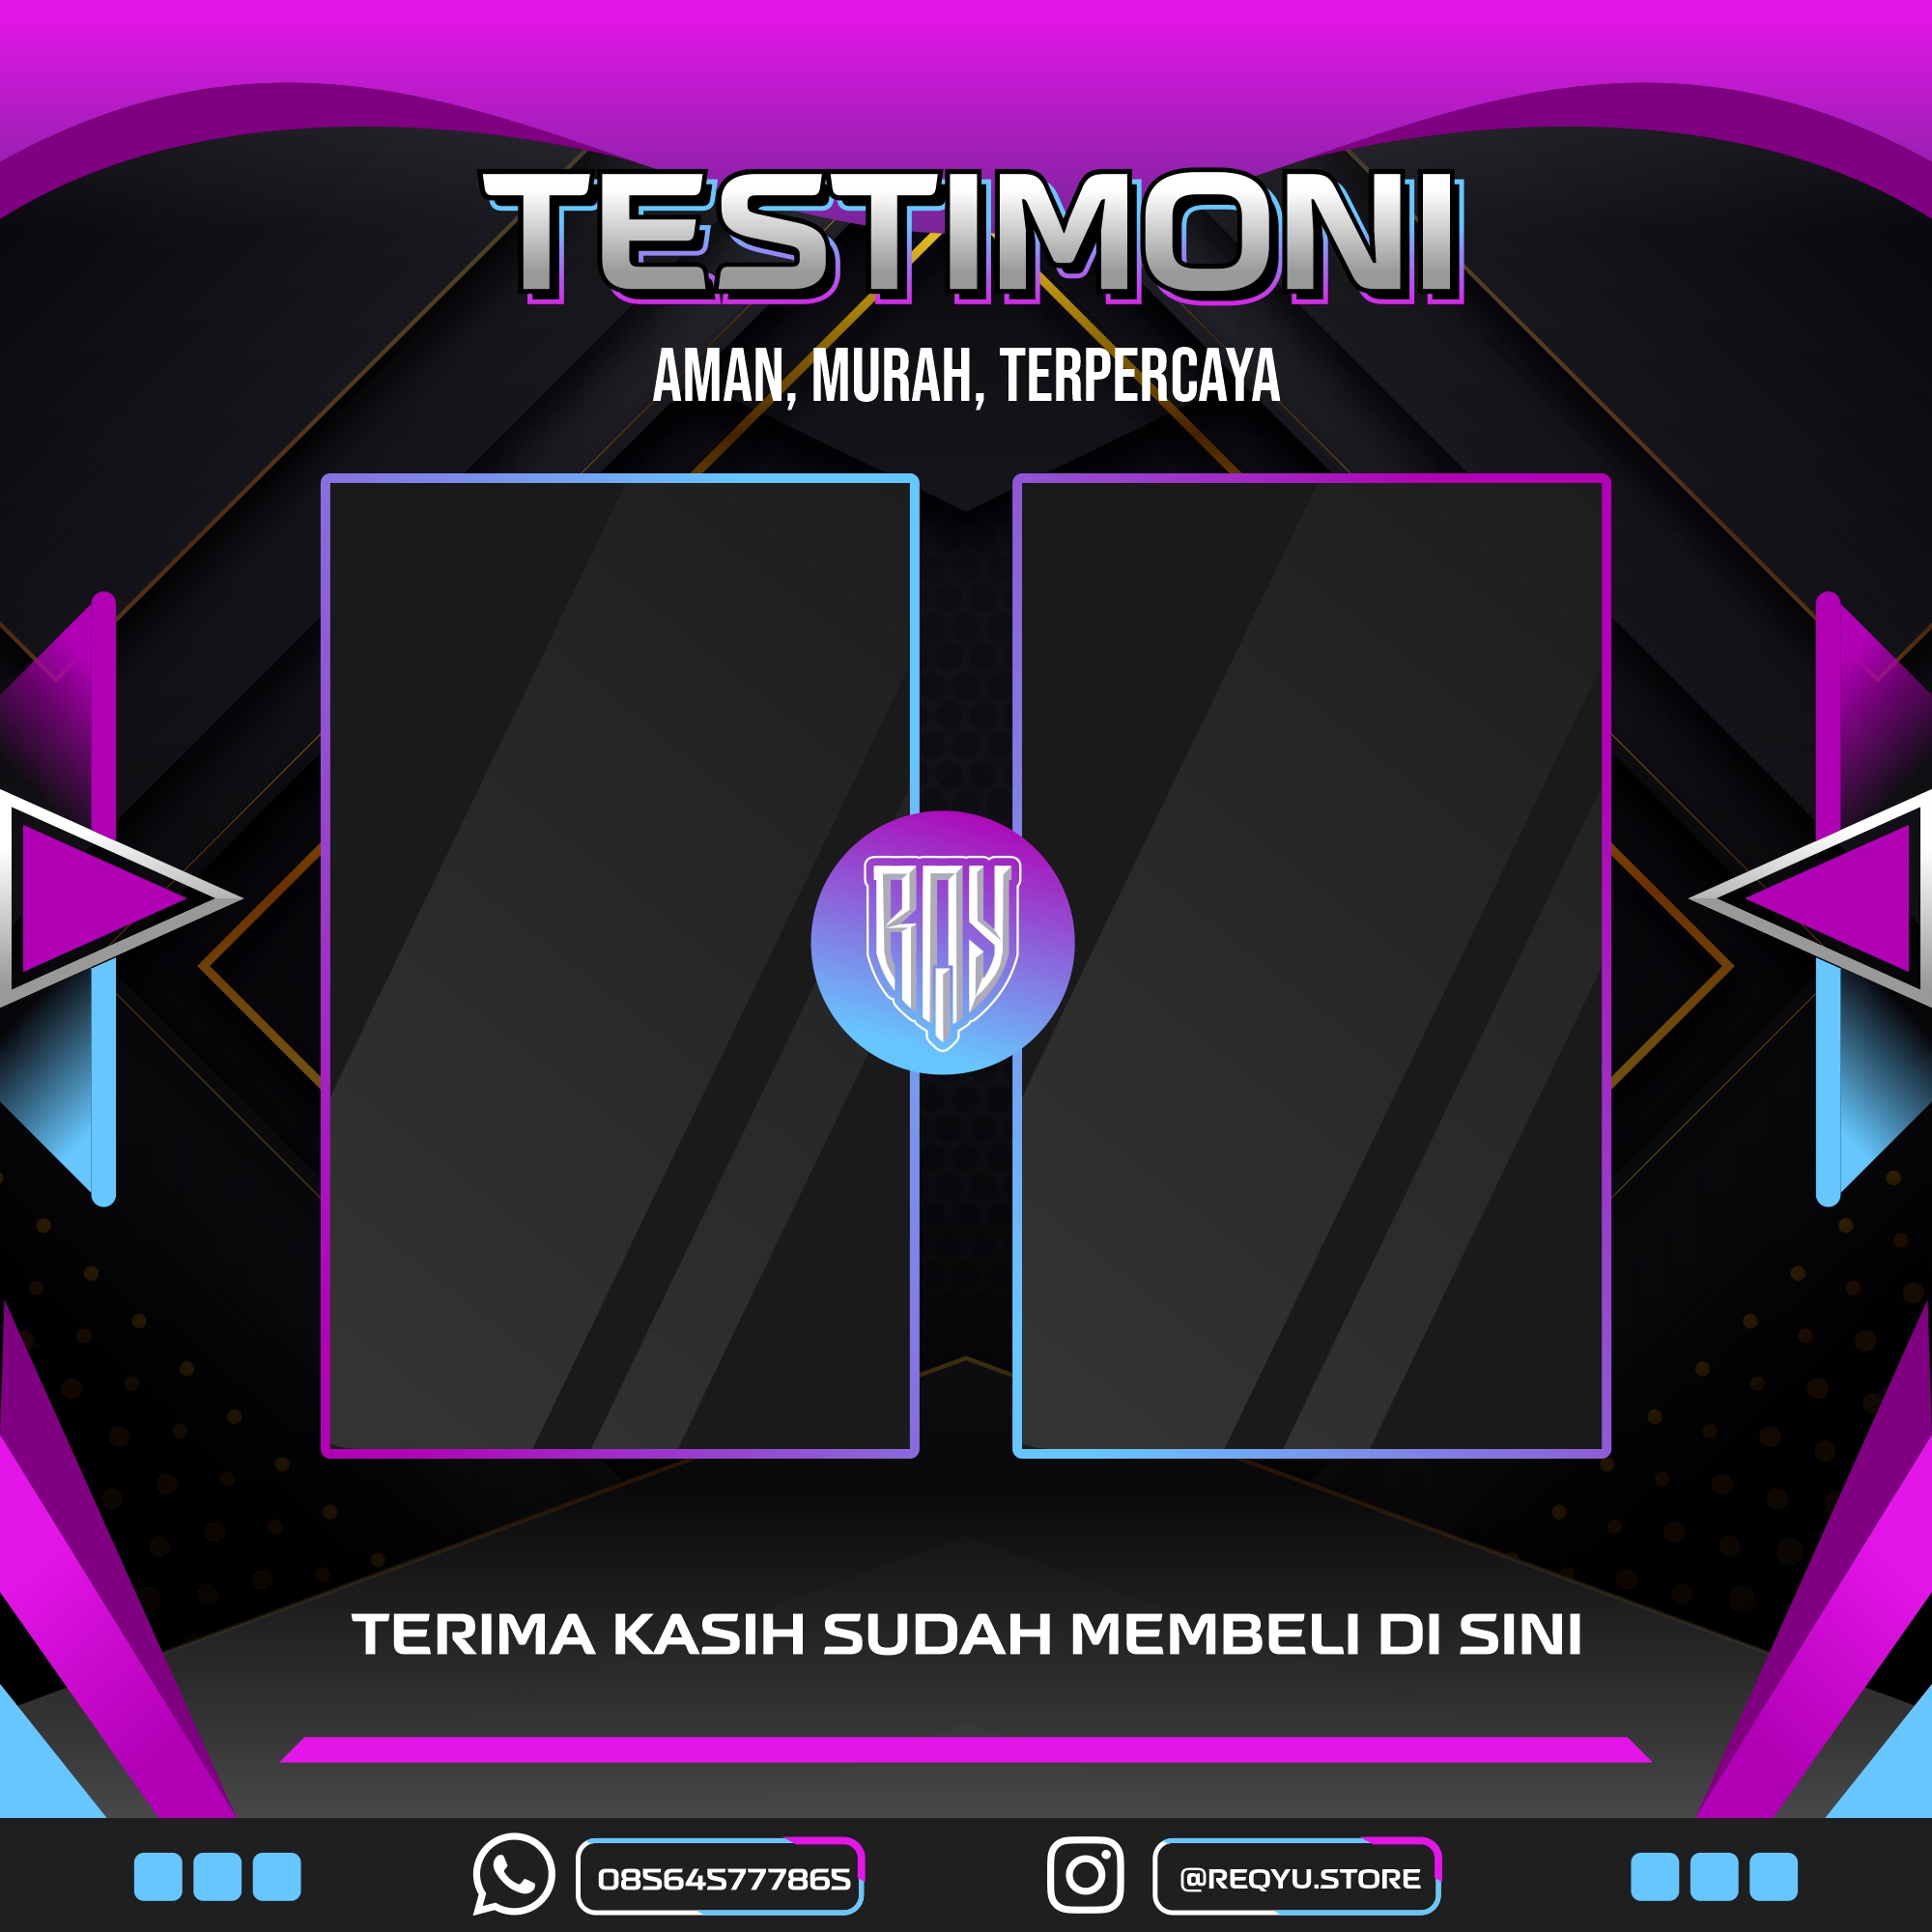 TESTIMONI
AMAN, MURAH, TERPERCAYA
TERIMA KASIH SUDAH MEMBELI DI SINI
085645777865
@REQYU.STORE